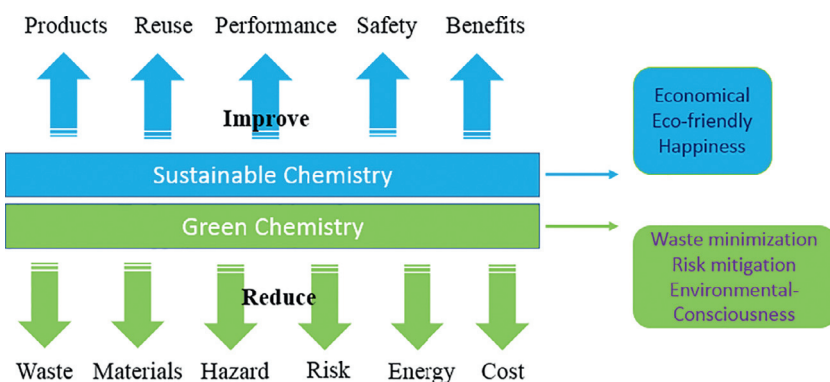 Products Reuse Performance Safety Benefits
Improve
Economical
Eco-friendly
Happiness
Sustainable Chemistry
Green Chemistry
Waste minimization
Risk mitigation
Environmental-
Consciousness
Reduce
Waste Materials Hazard Risk Energy Cost